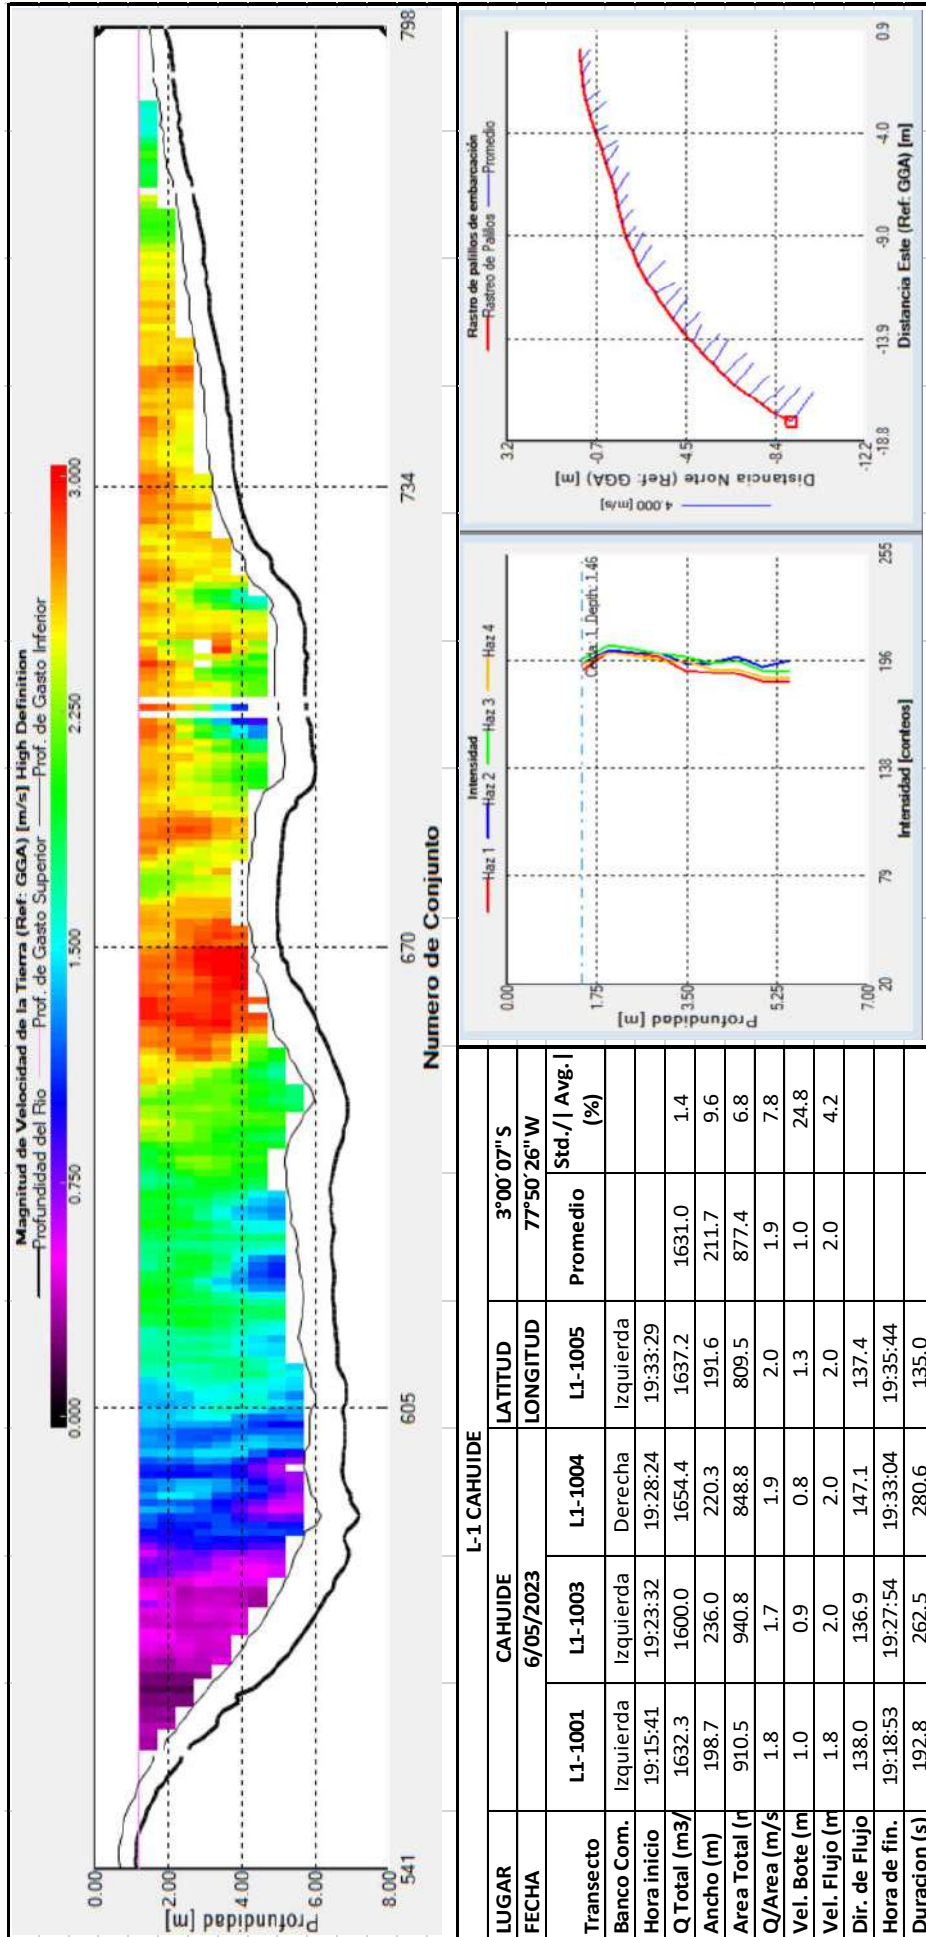 Magnitud de Velocidad de la Tierra (Ref: GGA) [m/s] High Definition
Profundidad del Rio Prof. de Gasto Superior Prof. de Gasto Inferior
0.000 0.750 1.500 2.250 3.000
Profundidad [m]
0.00
2.00
4.00
6.00
8.00
541 605 670 734 798
Numero de Conjunto
L-1 CAHUIDE
LUGAR CAHUIDE LATITUD 3°00´07" S
FECHA 6/05/2023 LONGITUD 77°50´26" W
Transecto L1-1001 L1-1003 L1-1004 L1-1005 Promedio Std./ | Avg. | (%)
Banco Com. Izquierda Izquierda Derecha Izquierda
Hora inicio 19:15:41 19:23:32 19:28:24 19:33:29
Q Total (m3/ 1632.3 1600.0 1654.4 1637.2 1631.0 1.4
Ancho (m) 198.7 236.0 220.3 191.6 211.7 9.6
Area Total (m 910.5 940.8 848.8 809.5 877.4 6.8
Q/Area (m/s 1.8 1.7 1.9 2.0 1.9 7.8
Vel. Bote (m 1.0 0.9 0.8 1.3 1.0 24.8
Vel. Flujo (m 1.8 2.0 2.0 2.0 2.0 4.2
Dir. de Flujo 138.0 136.9 147.1 137.4
Hora de fin. 19:18:53 19:27:54 19:33:04 19:35:44
Duracion (s) 192.8 262.5 280.6 135.0
Intensidad
Haz 1 Haz 2 Haz 3 Haz 4
Profundidad [m]
0.00
1.75
3.50
5.25
7.00
Celda: 1, Depth: 1.46
20 79 138 196 255
Intensidad [conteos]
Rastro de palillos de embarcación
Rastreo de Palillos Promedio
4.000 [m/s]
Distancia Norte (Ref: GGA) [m]
3.2
-0.7
-4.5
-8.4
-12.2
-18.8 -13.9 -9.0 -4.0 0.9
Distancia Este (Ref: GGA) [m]